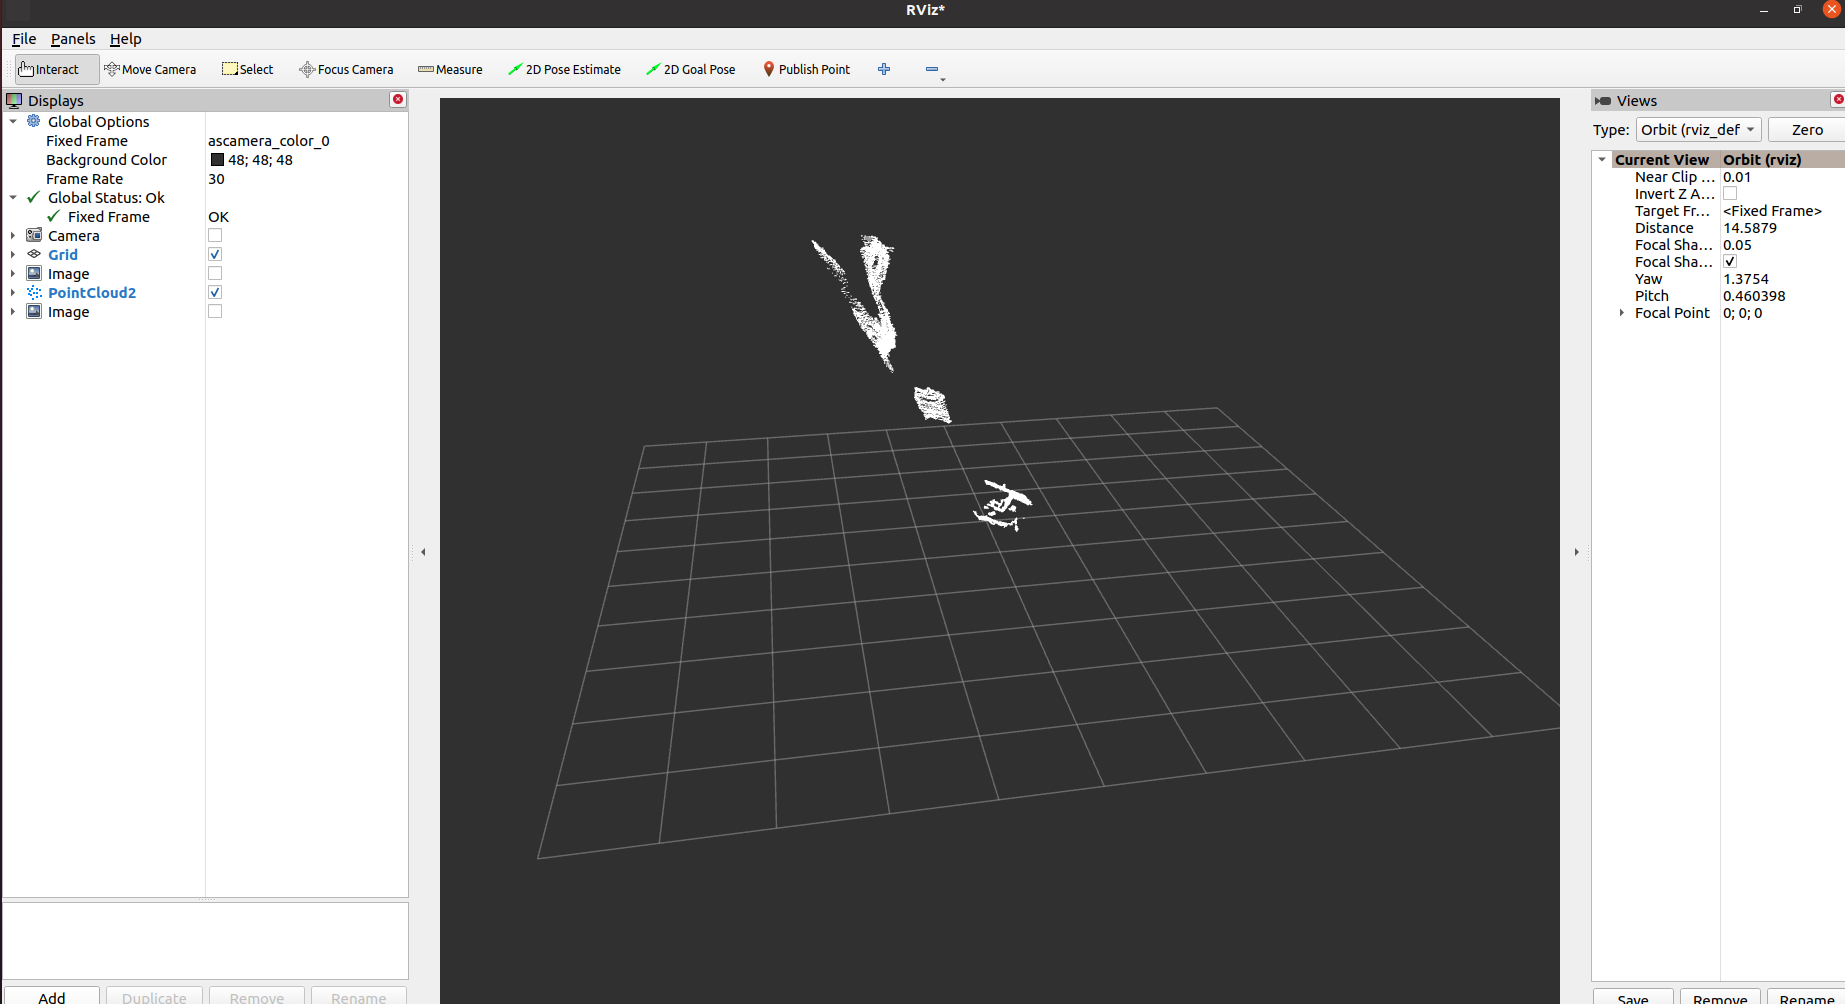 RViz*
File Panels Help
Interact Move Camera Select Focus Camera Measure 2D Pose Estimate 2D Goal Pose Publish Point
Displays
Global Options
Fixed Frame ascamera_color_0
Background Color 48; 48; 48
Frame Rate 30
Global Status: Ok
Fixed Frame OK
Camera
Grid
Image
PointCloud2
Image
Add Duplicate Remove Rename
Views
Type: Orbit (rviz_def Zero
Current View Orbit (rviz)
Near Clip ... 0.01
Invert Z A...
Target Fr... <Fixed Frame>
Distance 14.5879
Focal Sha... 0.05
Focal Sha...
Yaw 1.3754
Pitch 0.460398
Focal Point 0; 0; 0
Save Remove Rename